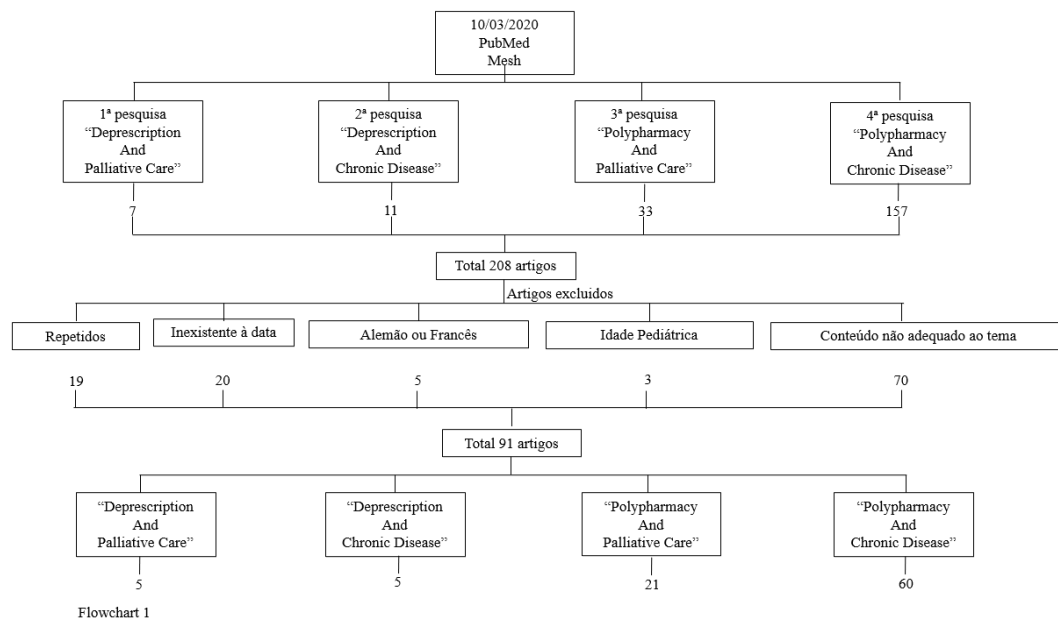 10/03/2020
PubMed
Mesh
1ª pesquisa
“Deprescription
And
Palliative Care”
2ª pesquisa
“Deprescription
And
Chronic Disease”
3ª pesquisa
“Polypharmacy
And
Palliative Care”
4ª pesquisa
“Polypharmacy
And
Chronic Disease”
7
11
33
157
Total 208 artigos
Artigos excluidos
Repetidos
Inexistente à data
Alemão ou Francês
Idade Pediátrica
Conteúdo não adequado ao tema
19
20
5
3
70
Total 91 artigos
“Deprescription
And
Palliative Care”
“Deprescription
And
Chronic Disease”
“Polypharmacy
And
Palliative Care”
“Polypharmacy
And
Chronic Disease”
5
5
21
60
Flowchart 1